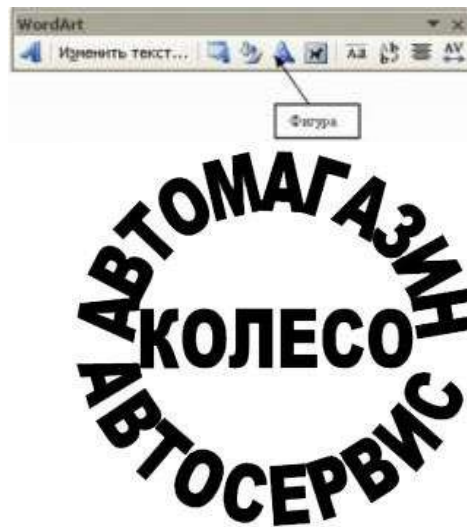 WordArt
Изменить текст...
Фигура
АВТОМАГАЗИН
КОЛЕСО
АВТОСЕРВИС